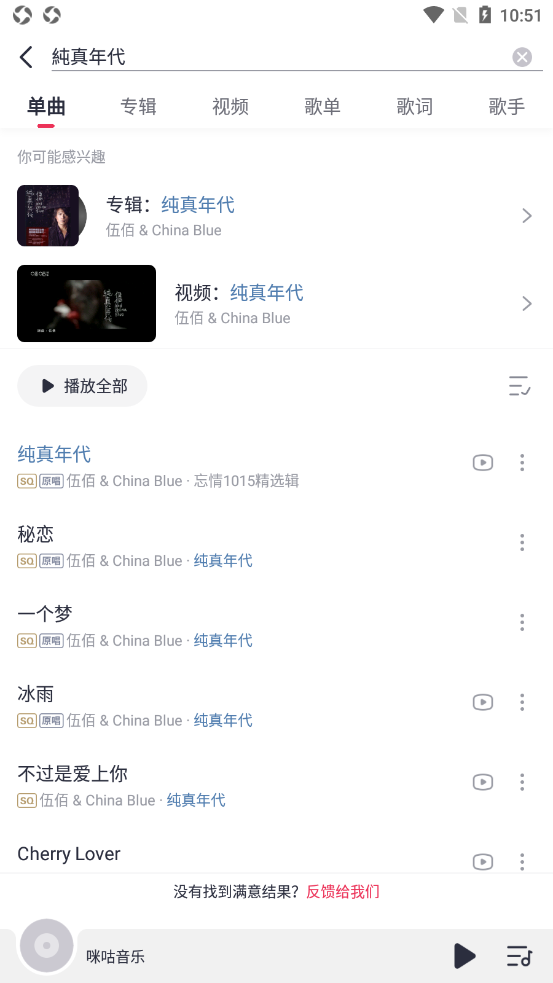 10:51
純真年代
单曲 专辑 视频 歌单 歌词 歌手
你可能感兴趣
专辑：纯真年代
伍佰 & China Blue
视频：纯真年代
伍佰 & China Blue
播放全部
纯真年代
SQ 原唱 伍佰 & China Blue · 忘情1015精选辑
秘恋
SQ 原唱 伍佰 & China Blue · 纯真年代
一个梦
SQ 原唱 伍佰 & China Blue · 纯真年代
冰雨
SQ 原唱 伍佰 & China Blue · 纯真年代
不过是爱上你
SQ 伍佰 & China Blue · 纯真年代
Cherry Lover
没有找到满意结果？反馈给我们
咪咕音乐